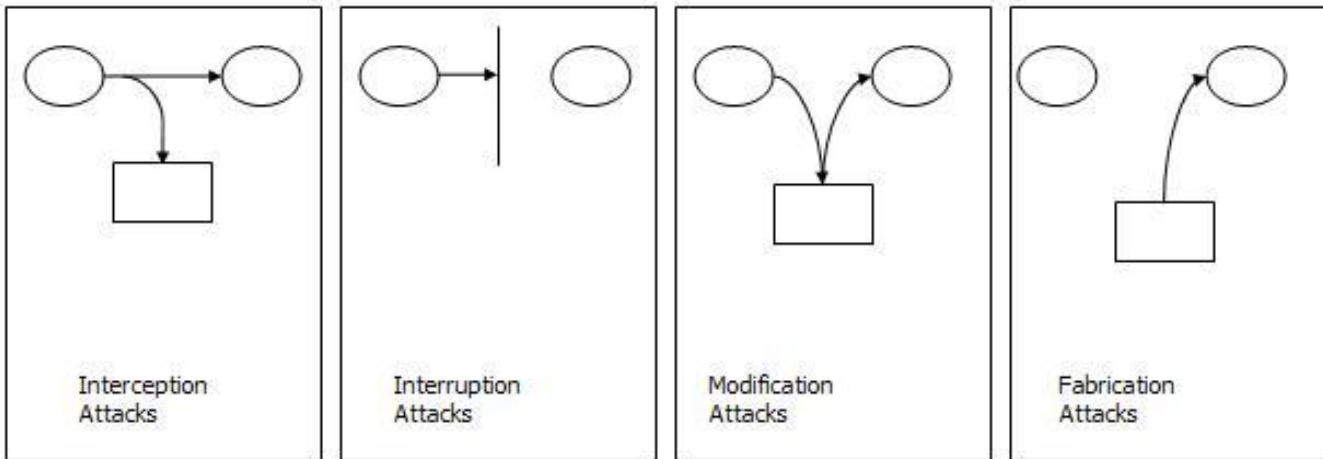 Interception
Attacks
Interruption
Attacks
Modification
Attacks
Fabrication
Attacks